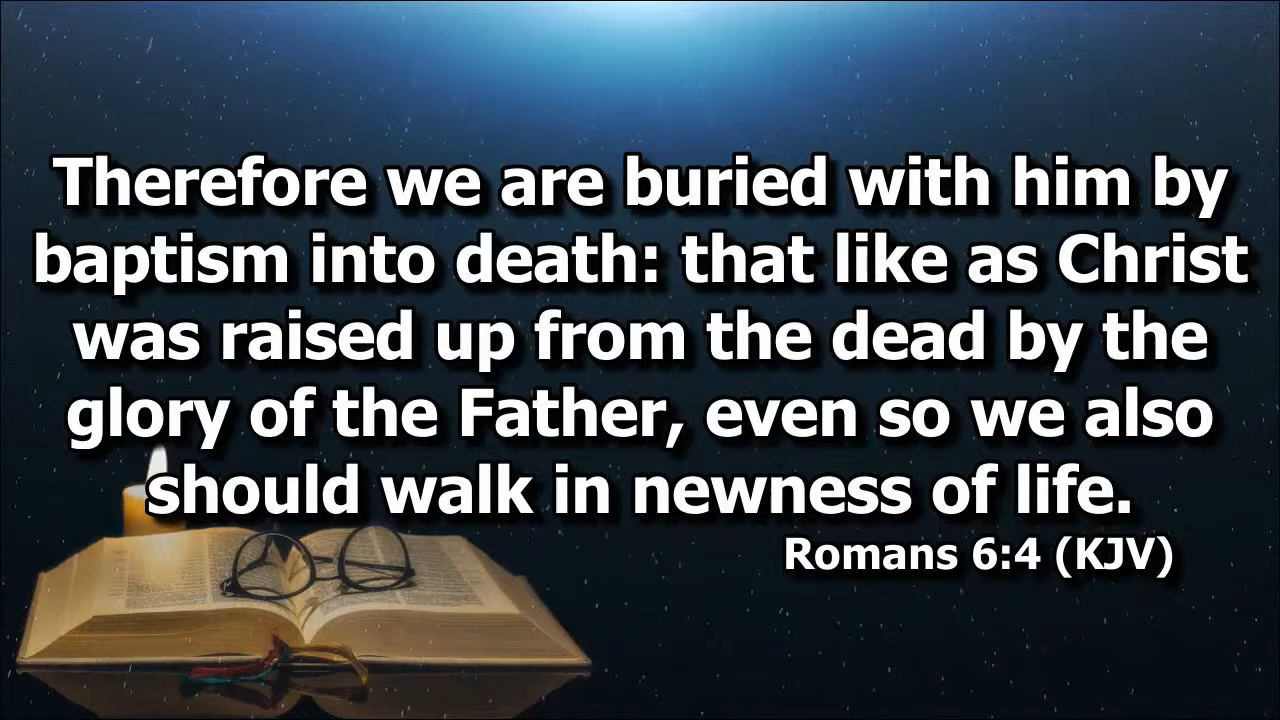 Therefore we are buried with him by
baptism into death: that like as Christ
was raised up from the dead by the
glory of the Father, even so we also
should walk in newness of life.
Romans 6:4 (KJV)